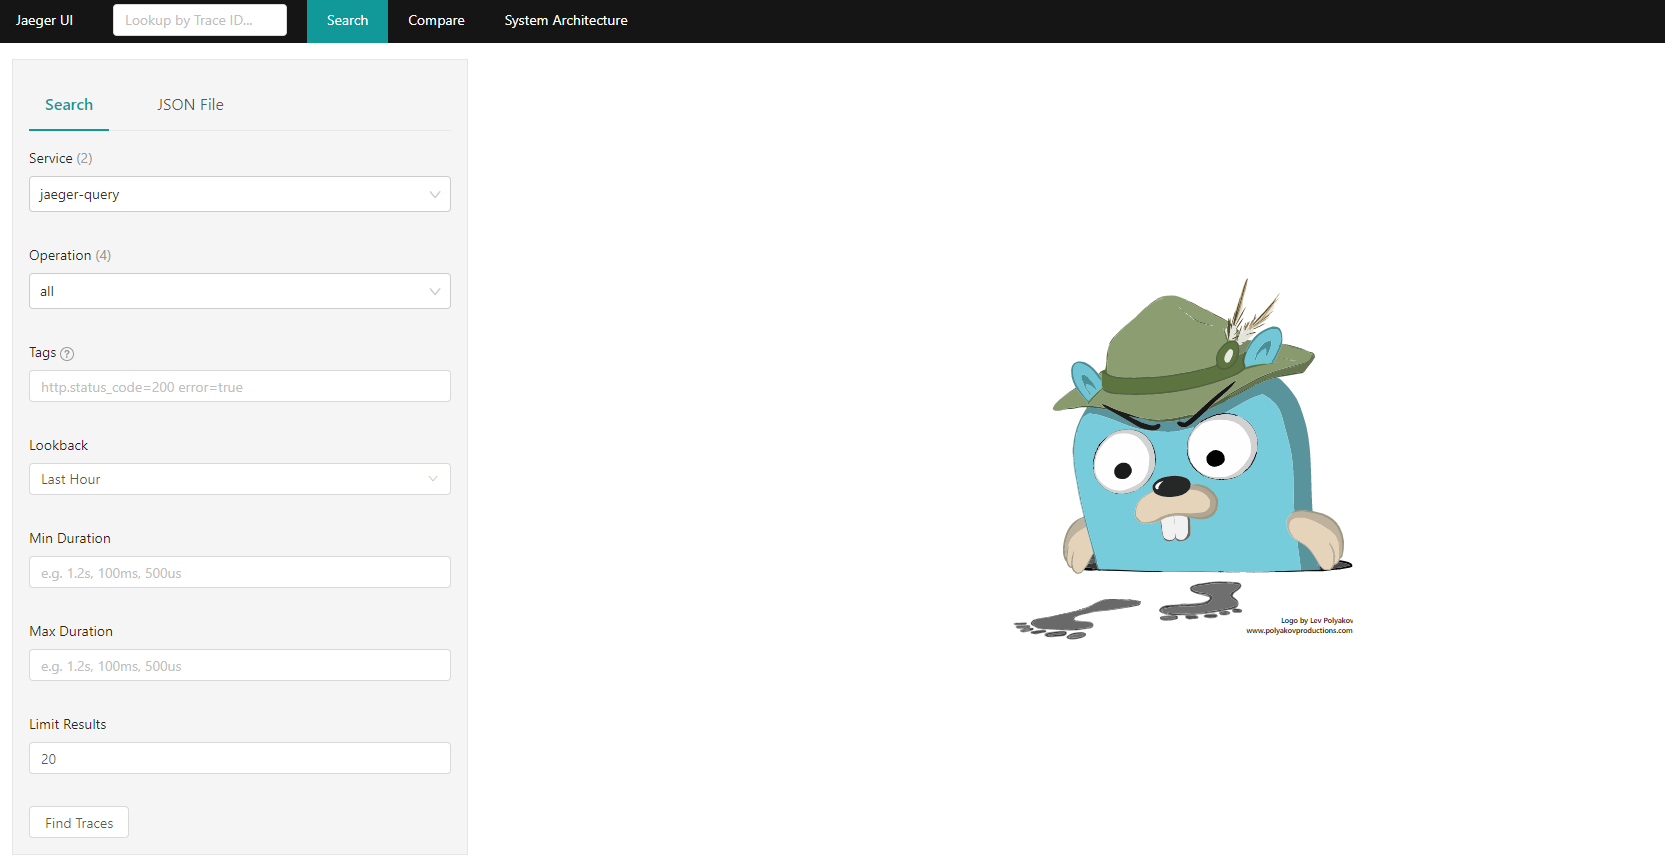 Jaeger UI
Lookup by Trace ID...
Search
Compare
System Architecture
Search
JSON File
Service (2)
jaeger-query
Operation (4)
all
Tags ?
http.status_code=200 error=true
Lookback
Last Hour
Min Duration
e.g. 1.2s, 100ms, 500us
Max Duration
e.g. 1.2s, 100ms, 500us
Limit Results
20
Find Traces
Logo by Lev Polyakov
www.polyakovproductions.com